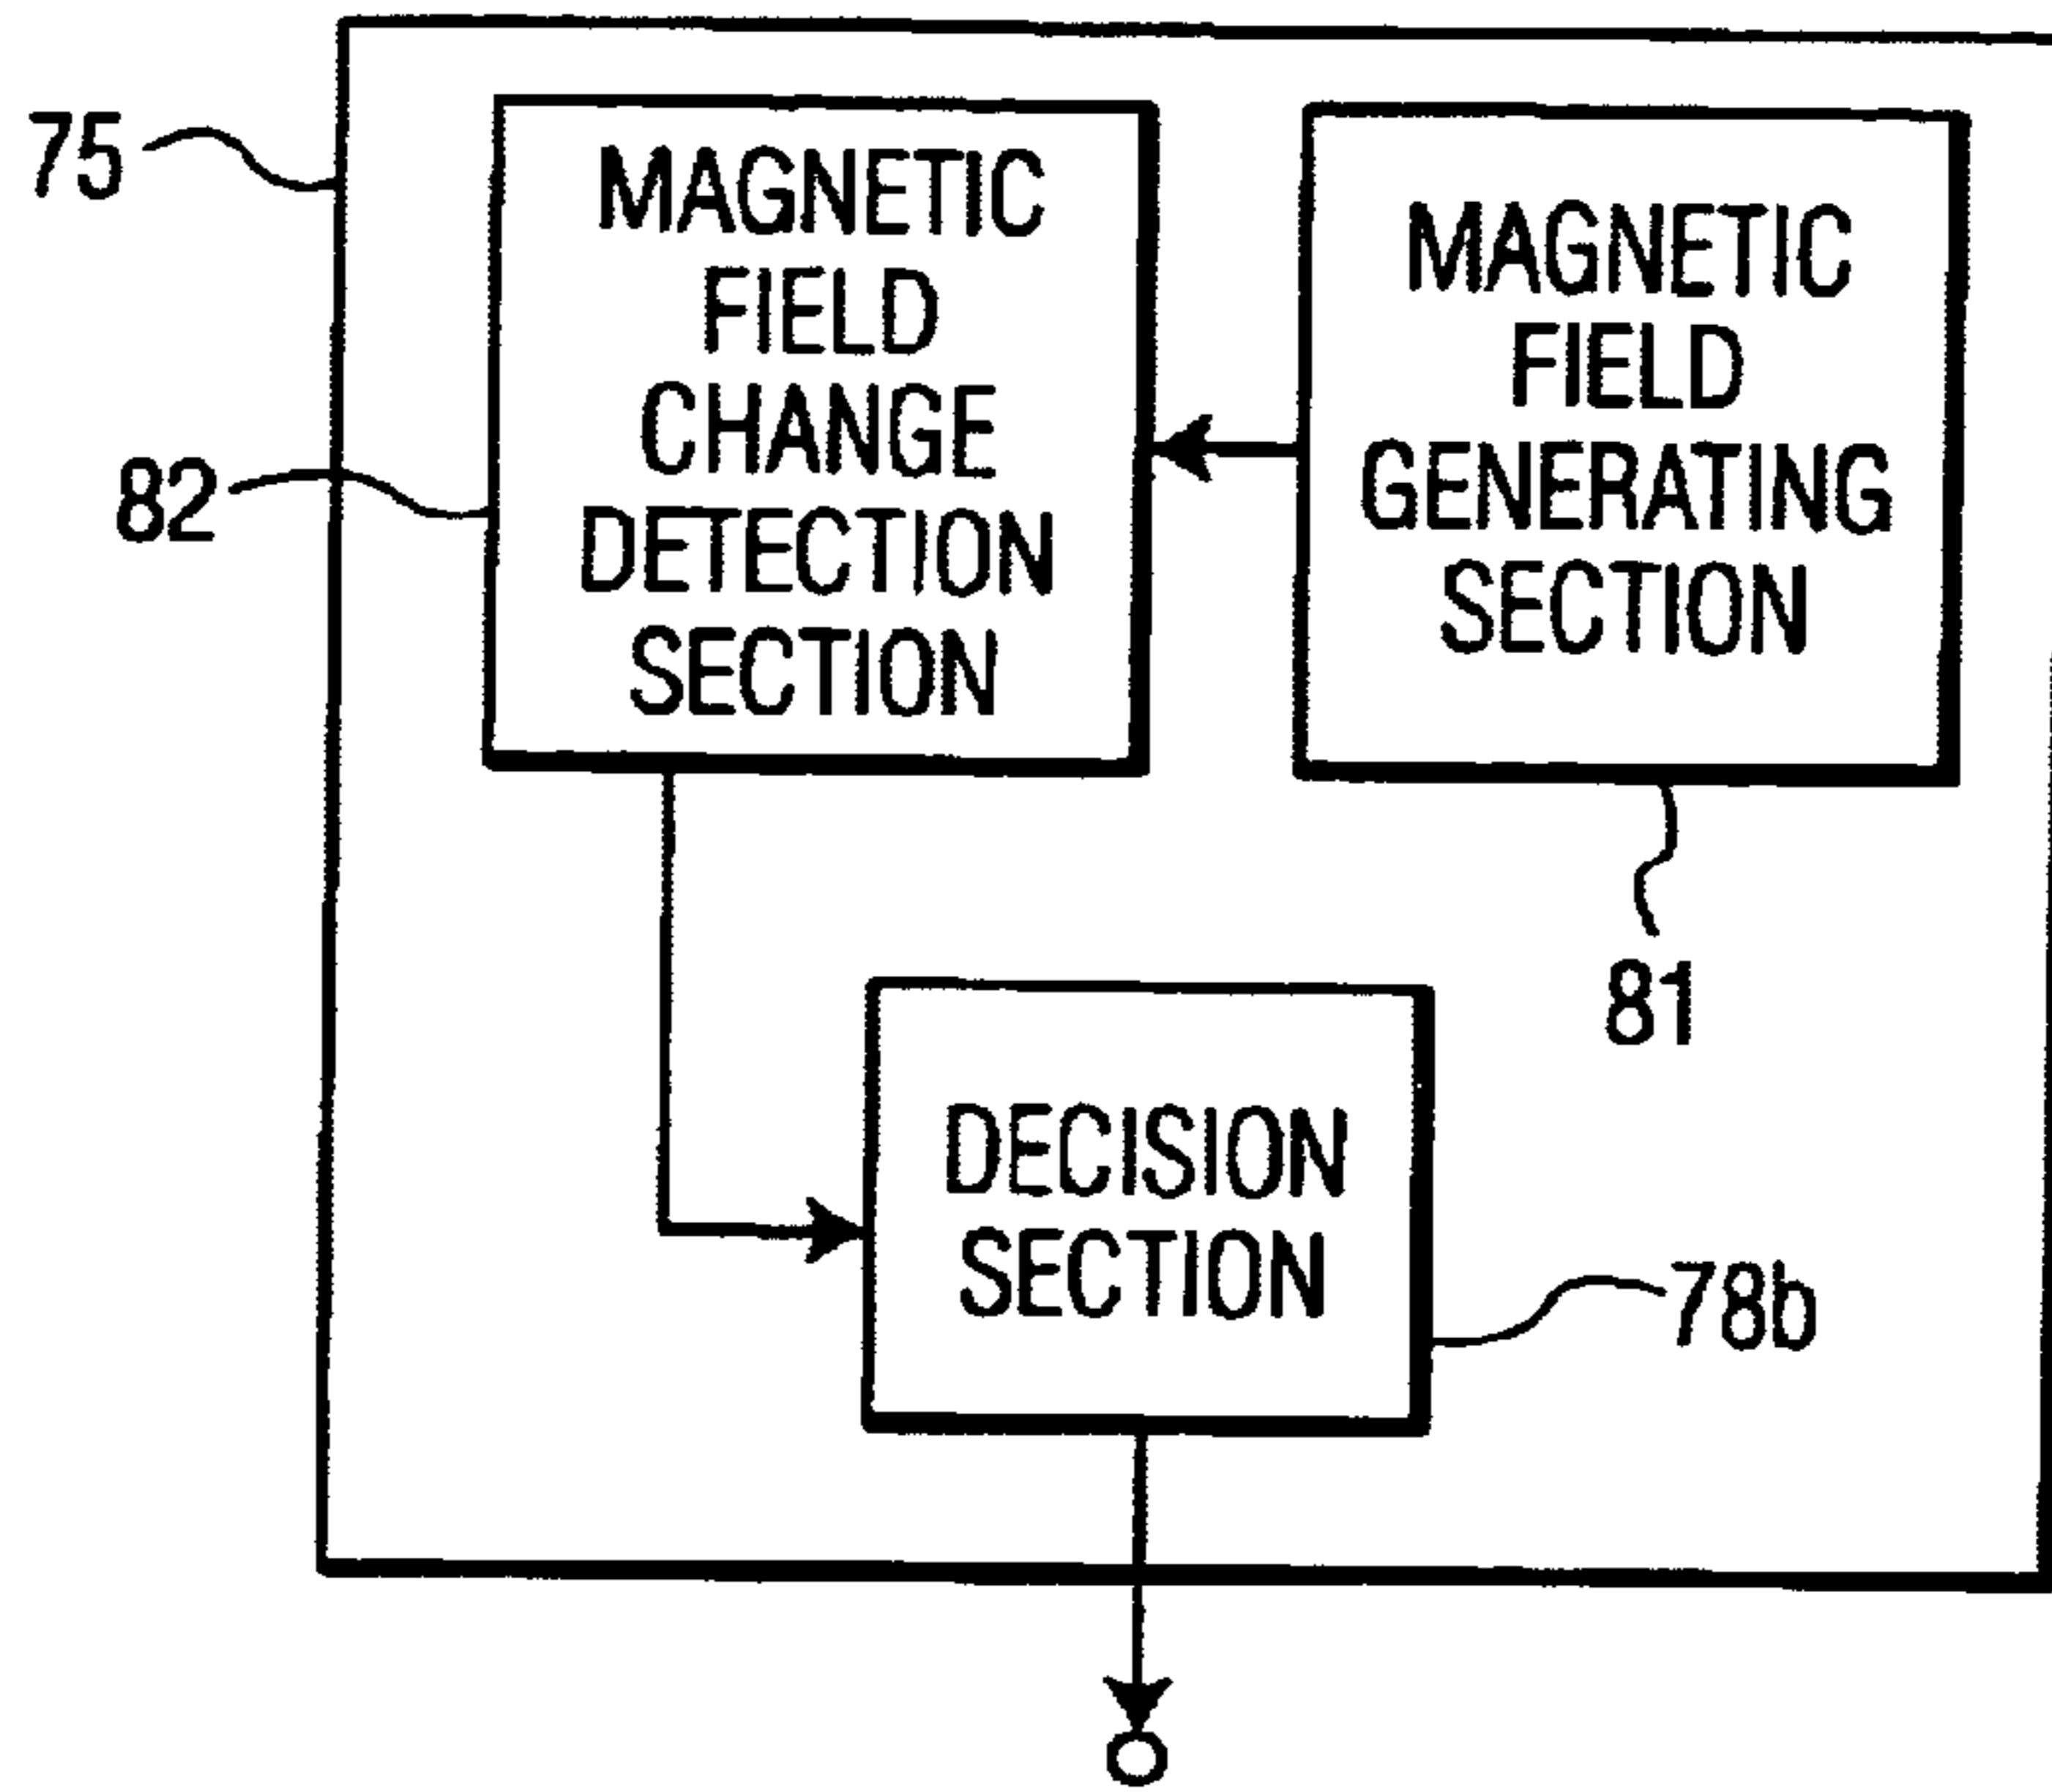 75
MAGNETIC
FIELD
CHANGE
DETECTION
SECTION
82
MAGNETIC
FIELD
GENERATING
SECTION
81
DECISION
SECTION
78b